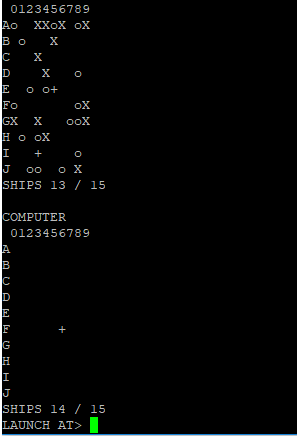 0123456789
Ao  XXoX oX
B o   X
C   X
D    X   o
E  o o+
Fo       oX
GX  X   ooX
H o oX
I   +    o
J  oo  o X
SHIPS 13 / 15
COMPUTER
 0123456789
A
B
C
D
E
F      +
G
H
I
J
SHIPS 14 / 15
LAUNCH AT>